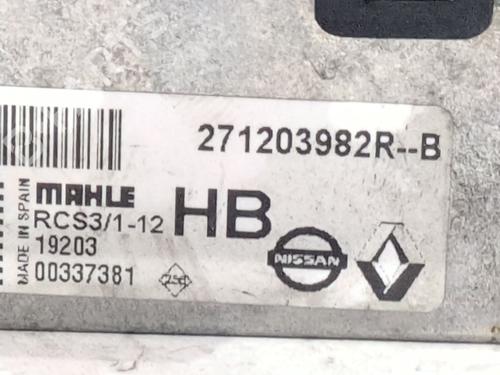 271203982R--B
MAHLE
HB
RCS3/1-12
19203
00337381
MADE IN SPAIN
NISSAN